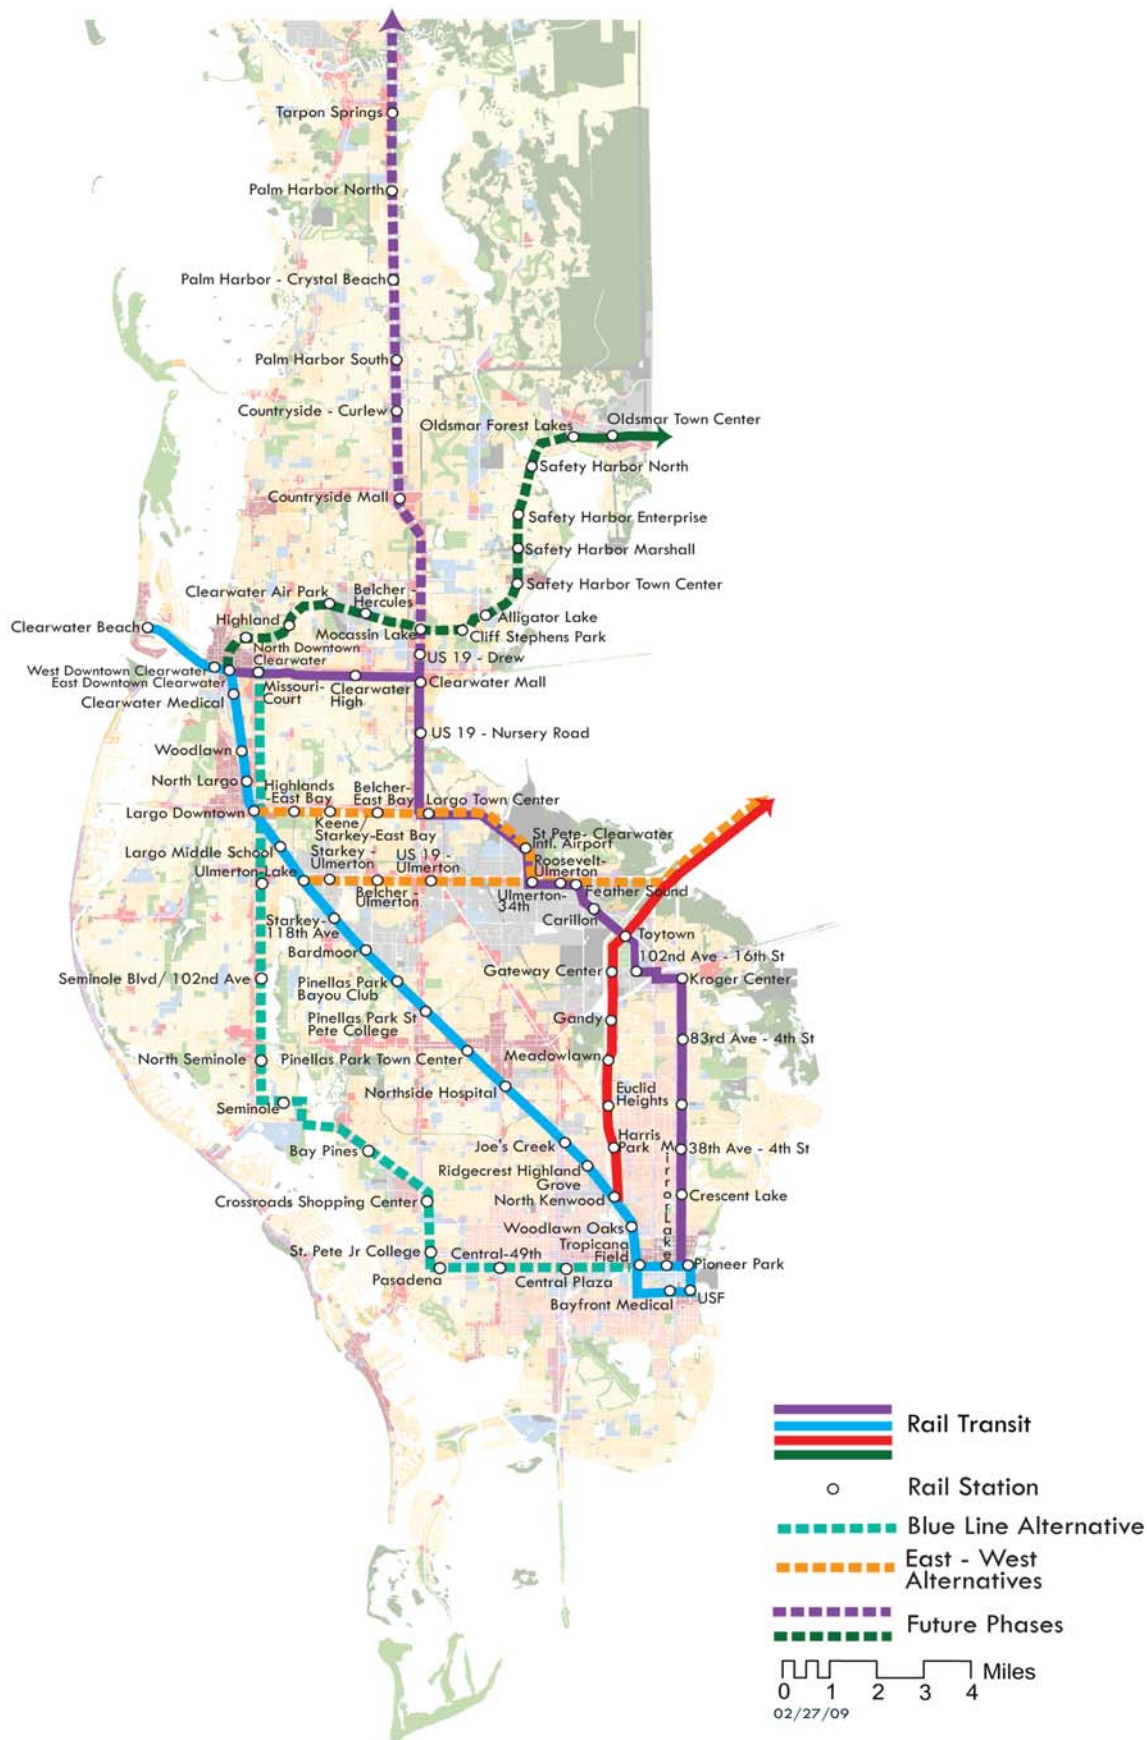 Tarpon Springs
Palm Harbor North
Palm Harbor - Crystal Beach
Palm Harbor South
Countryside - Curlew
Oldsmar Forest Lakes
Oldsmar Town Center
Safety Harbor North
Countryside Mall
Safety Harbor Enterprise
Safety Harbor Marshall
Safety Harbor Town Center
Clearwater Air Park
Belcher -
Hercules
Alligator Lake
Highland
Clearwater Beach
Mocassin Lake
Cliff Stephens Park
North Downtown
Clearwater
US 19 - Drew
West Downtown Clearwater
East Downtown Clearwater
Missouri-
Court
Clearwater
High
Clearwater Mall
Clearwater Medical
US 19 - Nursery Road
Woodlawn
North Largo
Highlands
-East Bay
Belcher-
East Bay
Largo Town Center
Largo Downtown
Keene
Starkey-East Bay
St Pete- Clearwater
Intl. Airport
Largo Middle School
Starkey -
Ulmerton
US 19 -
Ulmerton
Roosevelt-
Ulmerton
Ulmerton-Lake
Belcher -
Ulmerton
Ulmerton-
34th
Feather Sound
Carillon
Starkey-
118th Ave
Toytown
Bardmoor
102nd Ave - 16th St
Seminole Blvd/ 102nd Ave
Pinellas Park
Bayou Club
Gateway Center
Kroger Center
Pinellas Park St
Pete College
Gandy
83rd Ave - 4th St
North Seminole
Pinellas Park Town Center
Meadowlawn
Northside Hospital
Euclid
Heights
Seminole
Harris
Park
Bay Pines
Joe's Creek
38th Ave - 4th St
Mirror Lake
Ridgecrest Highland
Grove
Crossroads Shopping Center
North Kenwood
Crescent Lake
Woodlawn Oaks
St. Pete Jr College
Central-49th
Tropicana
Field
Pioneer Park
Pasadena
Central Plaza
Bayfront Medical
USF
Rail Transit
Rail Station
Blue Line Alternative
East - West
Alternatives
Future Phases
Miles
0 1 2 3 4
02/27/09